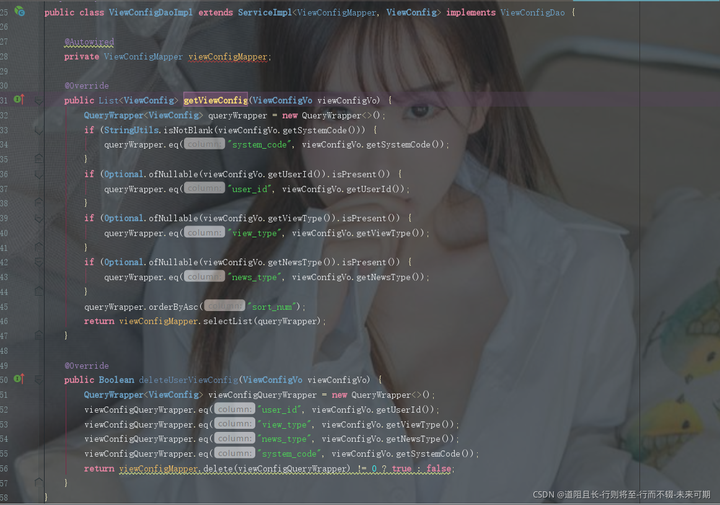 25 public class ViewConfigDaoImpl extends ServiceImpl<ViewConfigMapper, ViewConfig> implements ViewConfigDao {
26
27 @Autowired
28 private ViewConfigMapper viewConfigMapper;
29
30 @Override
31 public List<ViewConfig> getViewConfig(ViewConfigVo viewConfigVo) {
32 QueryWrapper<ViewConfig> queryWrapper = new QueryWrapper<>();
33 if (StringUtils.isNotBlank(viewConfigVo.getSystemCode())) {
34 queryWrapper.eq( column: "system_code", viewConfigVo.getSystemCode());
35 }
36 if (Optional.ofNullable(viewConfigVo.getUserId()).isPresent() {
37 queryWrapper.eq( column: "user_id", viewConfigVo.getUserId());
38 }
39 if (Optional.ofNullable(viewConfigVo.getViewType()).isPresent()) {
40 queryWrapper.eq( column: "view_type", viewConfigVo.getViewType());
41 }
42 if (Optional.ofNullable(viewConfigVo.getNewsType()).isPresent() {
43 queryWrapper.eq( column: "news_type", viewConfigVo.getNewsType());
44 }
45 queryWrapper.orderByAsc( column: "sort_num");
46 return viewConfigMapper.selectList(queryWrapper);
47 }
48
49 @Override
50 public Boolean deleteUserViewConfig(ViewConfigVo viewConfigVo) {
51 QueryWrapper<ViewConfig> viewConfigQueryWrapper = new QueryWrapper<>();
52 viewConfigQueryWrapper.eq( column: "user_id", viewConfigVo.getUserId());
53 viewConfigQueryWrapper.eq( column: "view_type", viewConfigVo.getViewType());
54 viewConfigQueryWrapper.eq( column: "news_type", viewConfigVo.getNewsType());
55 viewConfigQueryWrapper.eq( column: "system_code", viewConfigVo.getSystemCode());
56 return viewConfigMapper.delete(viewConfigQueryWrapper) != 0 ? true : false;
57 }
58 }
CSDN @道阻且长-行则将至-行而不辍-未来可期